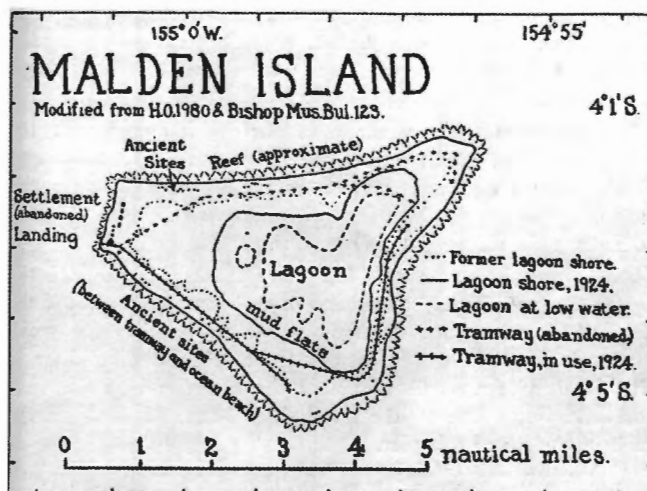 155°0'W.
154°55'
MALDEN ISLAND
Modified from H.O.1980 & Bishop Mus.Bul.123.
4°1'S.
Ancient
Sites
Reef (approximate)
Settlement
(abandoned)
Landing
Lagoon
mud flats
Ancient sites
(between tramway and ocean beach)
Former lagoon shore.
Lagoon shore, 1924.
Lagoon at low water.
Tramway (abandoned)
Tramway, in use, 1924.
4°5'S.
0 1 2 3 4 5 nautical miles.